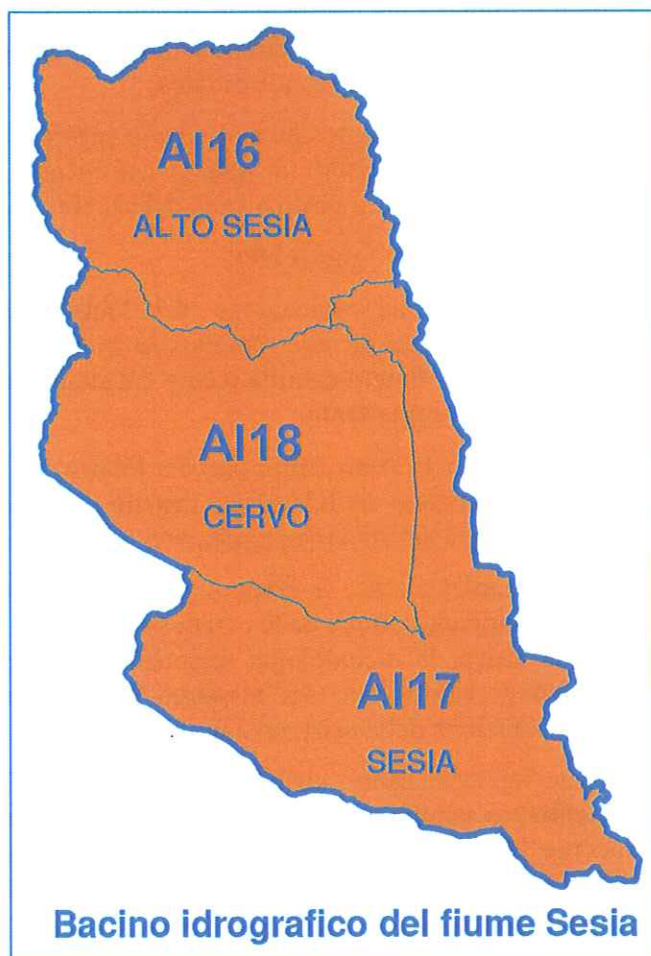 AI16
ALTO SESIA
AI18
CERVO
AI17
SESIA
Bacino idrografico del fiume Sesia